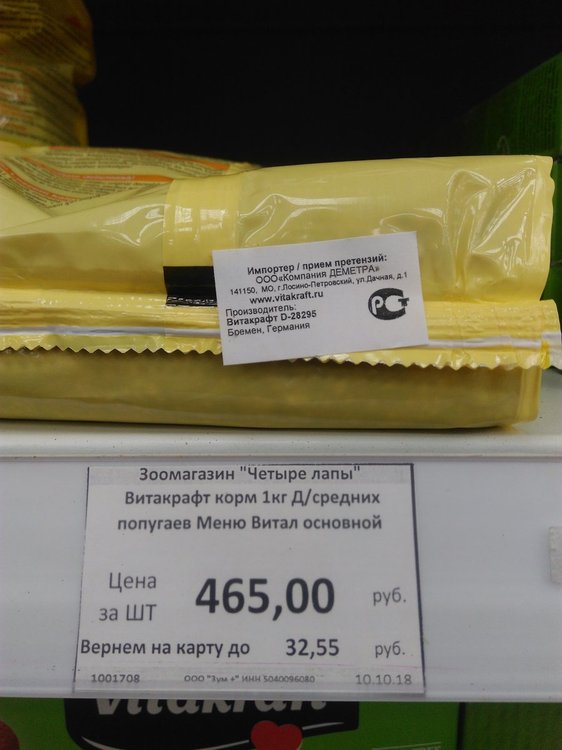 Импортер / прием претензий:
ООО«Компания ДЕМЕТРА»
141150, МО, г.Лосино-Петровский, ул.Дачная, д.1
www.vitakraft.ru
Производитель:
Витакрафт D-28295
Бремен, Германия
РСТ
Зоомагазин "Четыре лапы"
Витакрафт корм 1кг Д/средних
попугаев Меню Витал основной
Цена
за ШТ
465,00
руб.
Вернем на карту до 32,55 руб.
1001708 ООО "Зум +" ИНН 5040096080 10.10.18
vitakraft